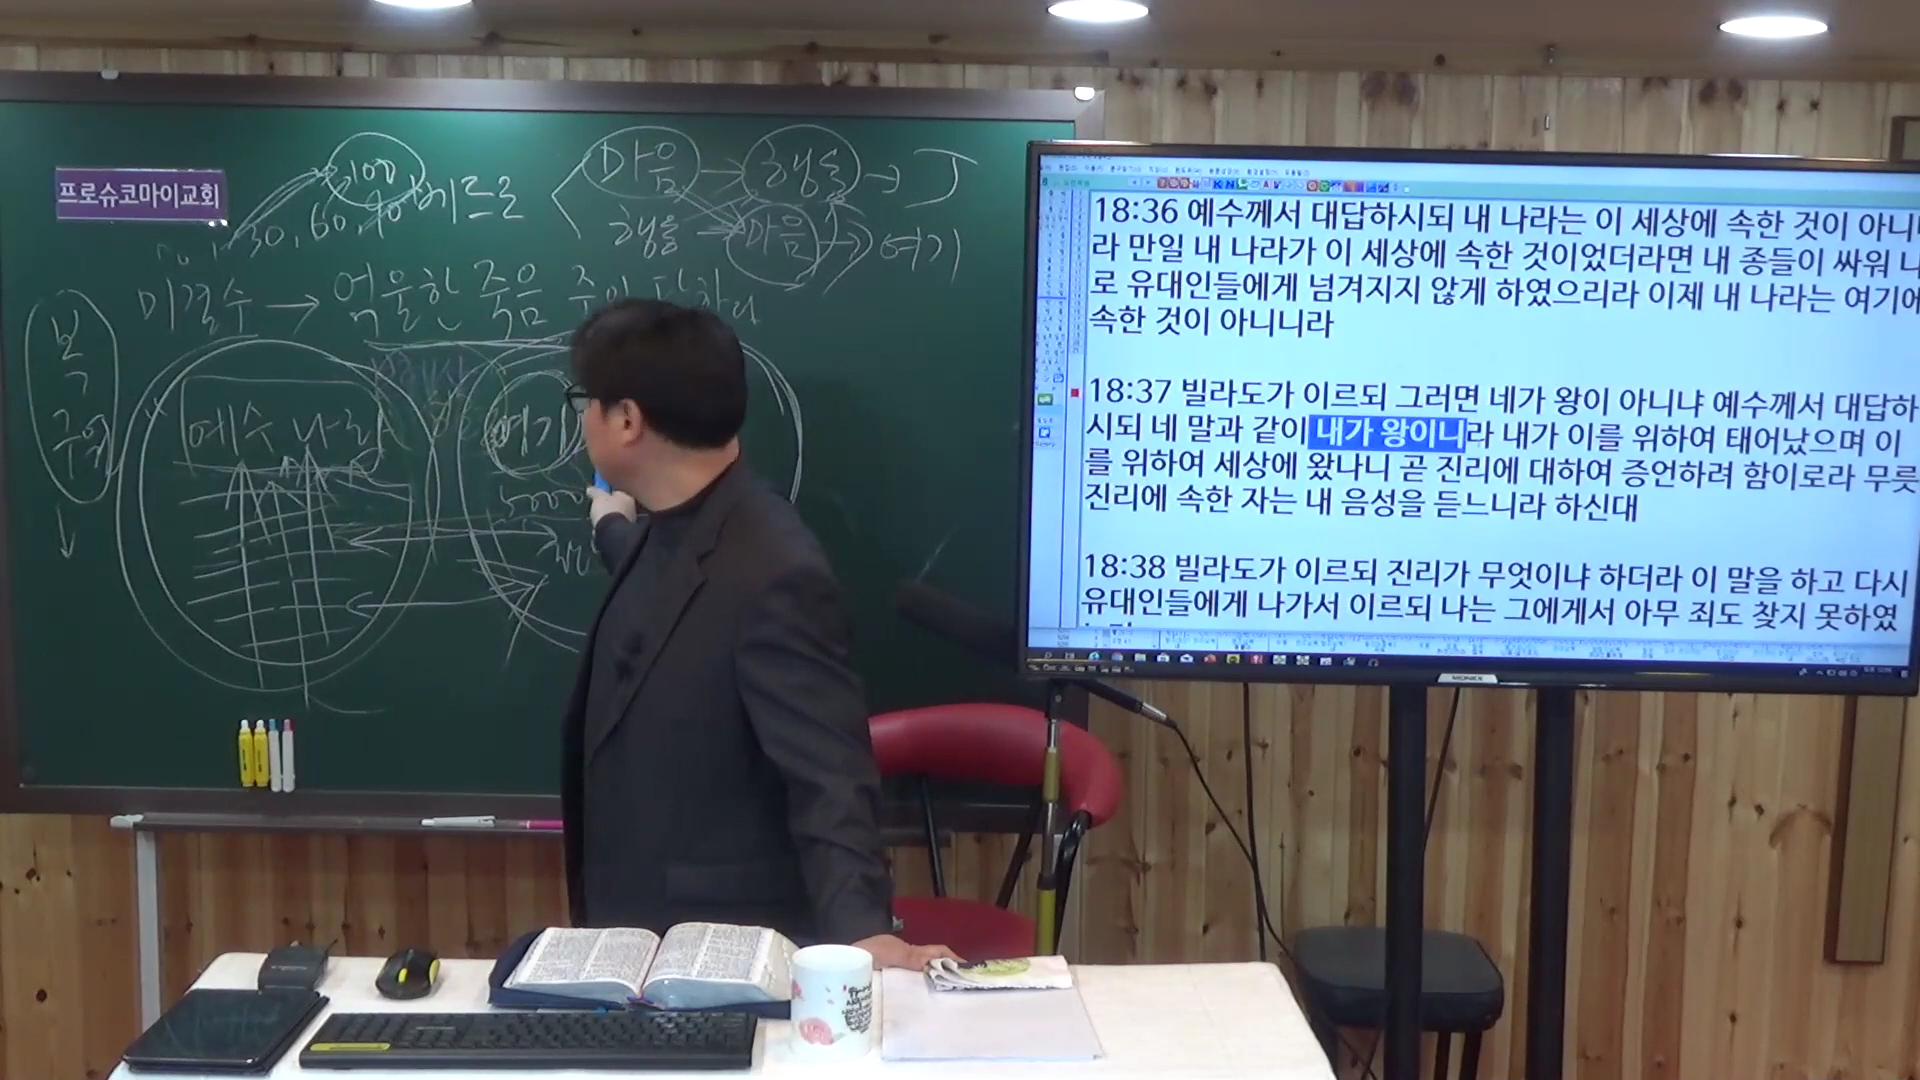 프로슈코마이교회
100
30, 60, 90 베드로
마음 → 행동 → J
행동 → 마음 → 여기
미결수 → 억울한 죽음
복
구원
예수 나라
여기
5000
18:36 예수께서 대답하시되 내 나라는 이 세상에 속한 것이 아니니
라 만일 내 나라가 이 세상에 속한 것이었더라면 내 종들이 싸워 나
로 유대인들에게 넘겨지지 않게 하였으리라 이제 내 나라는 여기에
속한 것이 아니니라
18:37 빌라도가 이르되 그러면 네가 왕이 아니냐 예수께서 대답하
시되 네 말과 같이 내가 왕이니라 내가 이를 위하여 태어났으며 이
를 위하여 세상에 왔나니 곧 진리에 대하여 증언하려 함이로라 무릇
진리에 속한 자는 내 음성을 듣느니라 하신대
18:38 빌라도가 이르되 진리가 무엇이냐 하더라 이 말을 하고 다시
유대인들에게 나가서 이르되 나는 그에게서 아무 죄도 찾지 못하였